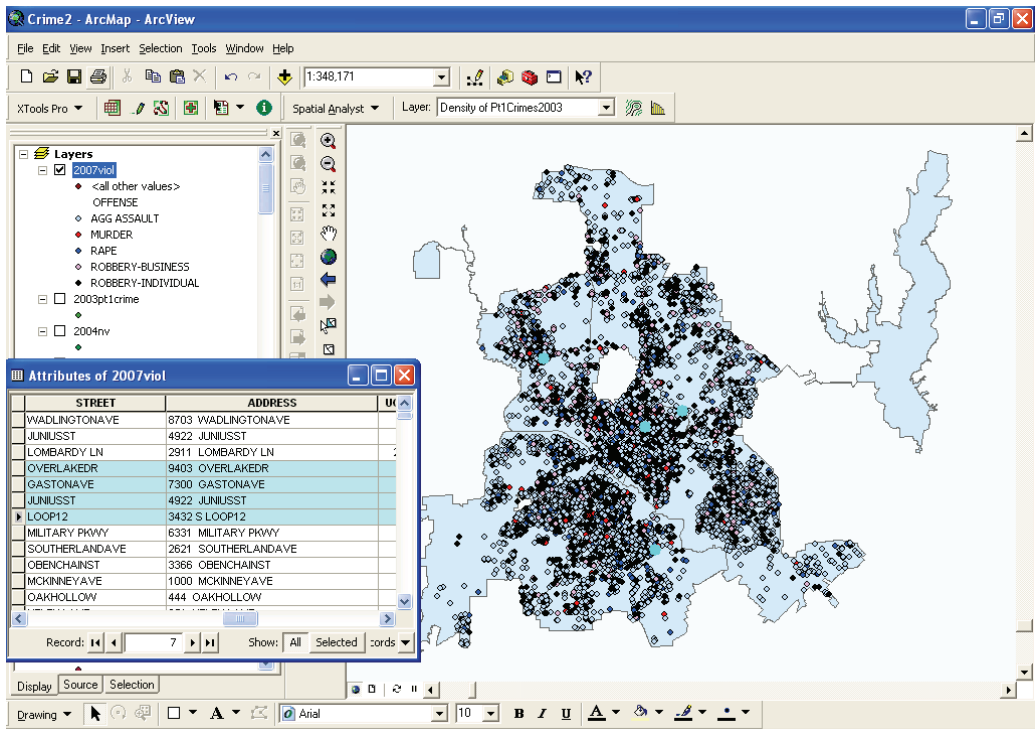 Crime2 - ArcMap - ArcView
File Edit View Insert Selection Tools Window Help
1:348,171
XTools Pro Spatial Analyst Layer: Density of Pt1Crimes2003
Layers
2007viol
<all other values>
OFFENSE
AGG ASSAULT
MURDER
RAPE
ROBBERY-BUSINESS
ROBBERY-INDIVIDUAL
2003pt1crime
2004nv
Attributes of 2007viol
STREET ADDRESS
WADLINGTONAVE 8703 WADLINGTONAVE
JUNIUSST 4922 JUNIUSST
LOMBARDY LN 2911 LOMBARDY LN
OVERLAKEDR 9403 OVERLAKEDR
GASTONAVE 7300 GASTONAVE
JUNIUSST 4922 JUNIUSST
LOOP12 3432 S LOOP12
MILITARY PKWY 6331 MILITARY PKWY
SOUTHERLANDAVE 2621 SOUTHERLANDAVE
OBENCHAINST 3366 OBENCHAINST
MCKINNEYAVE 1000 MCKINNEYAVE
OAKHOLLOW 444 OAKHOLLOW
Record: 7 Show: All Selected cords
Display Source Selection
Drawing A Arial 10 B I U A